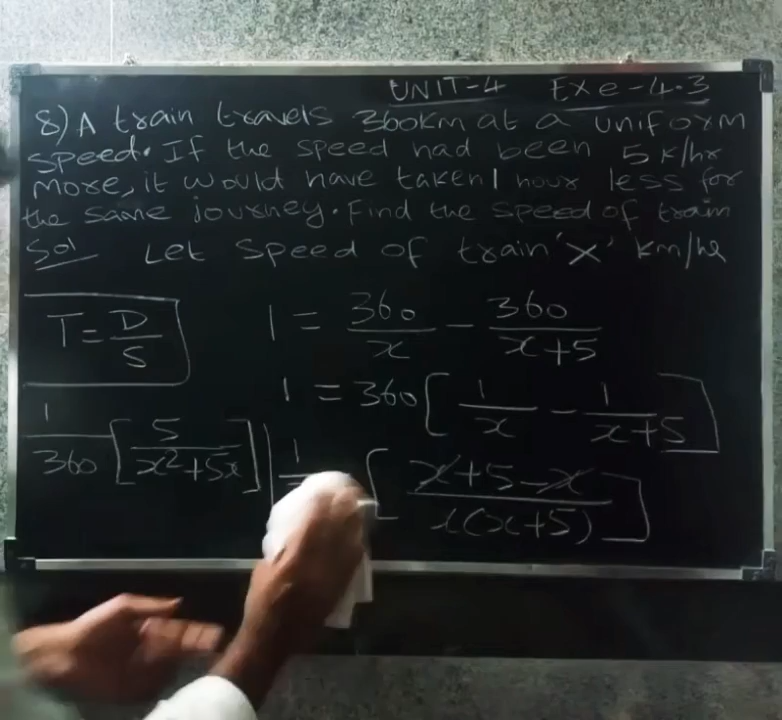 UNIT-4 EXe-4.3
8) A train travels 360km at a uniform
speed. If the speed had been 5 k/hr
more, it would have taken 1 hour less for
the same journey. Find the speed of train
Sol Let speed of train 'x' km/hr
T = D/S
1 = 360/x - 360/x+5
1 = 360 [ 1/x - 1/x+5 ]
1/360 [ 5/x²+5x ]
1 [ x+5-x/x(x+5) ]